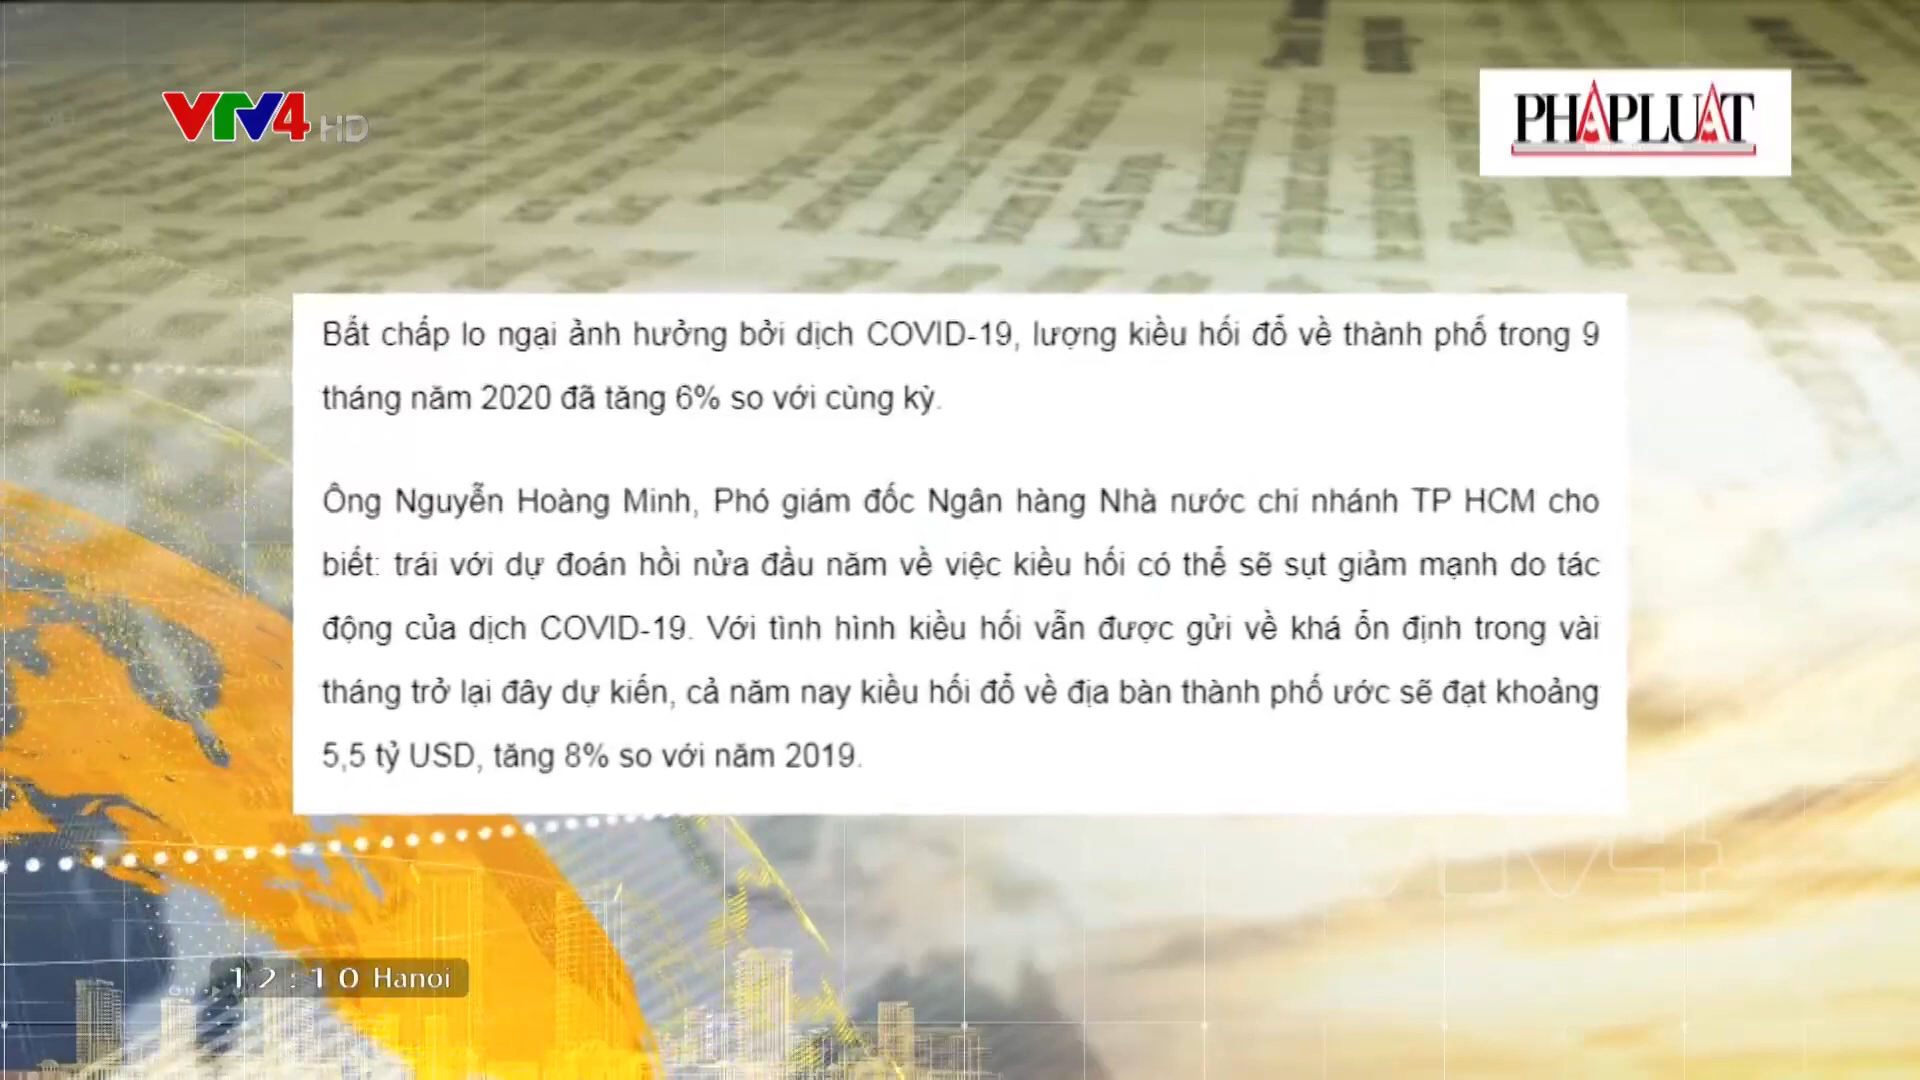 VTV4 HD
PHÁPLUẬT
Bất chấp lo ngại ảnh hưởng bởi dịch COVID-19, lượng kiều hối đổ về thành phố trong 9
tháng năm 2020 đã tăng 6% so với cùng kỳ.
Ông Nguyễn Hoàng Minh, Phó giám đốc Ngân hàng Nhà nước chi nhánh TP HCM cho
biết: trái với dự đoán hồi nửa đầu năm về việc kiều hối có thể sẽ sụt giảm mạnh do tác
động của dịch COVID-19. Với tình hình kiều hối vẫn được gửi về khá ổn định trong vài
tháng trở lại đây dự kiến, cả năm nay kiều hối đổ về địa bàn thành phố ước sẽ đạt khoảng
5,5 tỷ USD, tăng 8% so với năm 2019.
VTV4
12:10 Hanoi